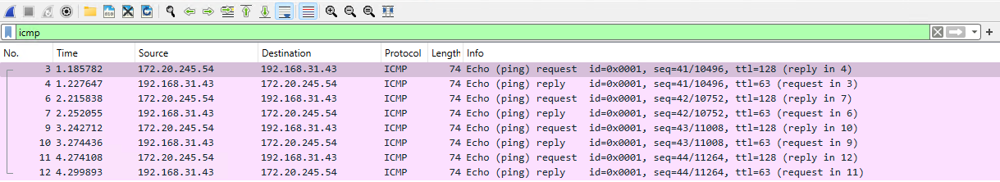 icmp
No. Time Source Destination Protocol Length Info
3 1.185782 172.20.245.54 192.168.31.43 ICMP 74 Echo (ping) request id=0x0001, seq=41/10496, ttl=128 (reply in 4)
4 1.227647 192.168.31.43 172.20.245.54 ICMP 74 Echo (ping) reply id=0x0001, seq=41/10496, ttl=63 (request in 3)
6 2.215838 172.20.245.54 192.168.31.43 ICMP 74 Echo (ping) request id=0x0001, seq=42/10752, ttl=128 (reply in 7)
7 2.252055 192.168.31.43 172.20.245.54 ICMP 74 Echo (ping) reply id=0x0001, seq=42/10752, ttl=63 (request in 6)
9 3.242712 172.20.245.54 192.168.31.43 ICMP 74 Echo (ping) request id=0x0001, seq=43/11008, ttl=128 (reply in 10)
10 3.274436 192.168.31.43 172.20.245.54 ICMP 74 Echo (ping) reply id=0x0001, seq=43/11008, ttl=63 (request in 9)
11 4.274108 172.20.245.54 192.168.31.43 ICMP 74 Echo (ping) request id=0x0001, seq=44/11264, ttl=128 (reply in 12)
12 4.299893 192.168.31.43 172.20.245.54 ICMP 74 Echo (ping) reply id=0x0001, seq=44/11264, ttl=63 (request in 11)